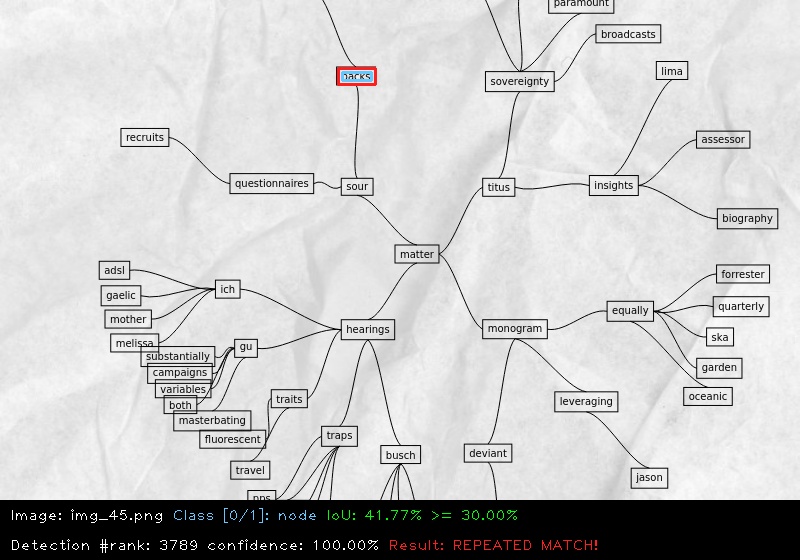 paramount
broadcasts
lima
packs
sovereignty
recruits
assessor
questionnaires
sour
titus
insights
biography
matter
adsl
forrester
ich
gaelic
quarterly
equally
mother
hearings
monogram
ska
melissa
gu
substantially
garden
campaigns
variables
traits
leveraging
oceanic
both
masterbating
fluorescent
traps
busch
deviant
travel
jason
nns
Image: img_45.png Class [0/1]: node IoU: 41.77% >= 30.00%
Detection #rank: 3789 confidence: 100.00% Result: REPEATED MATCH!